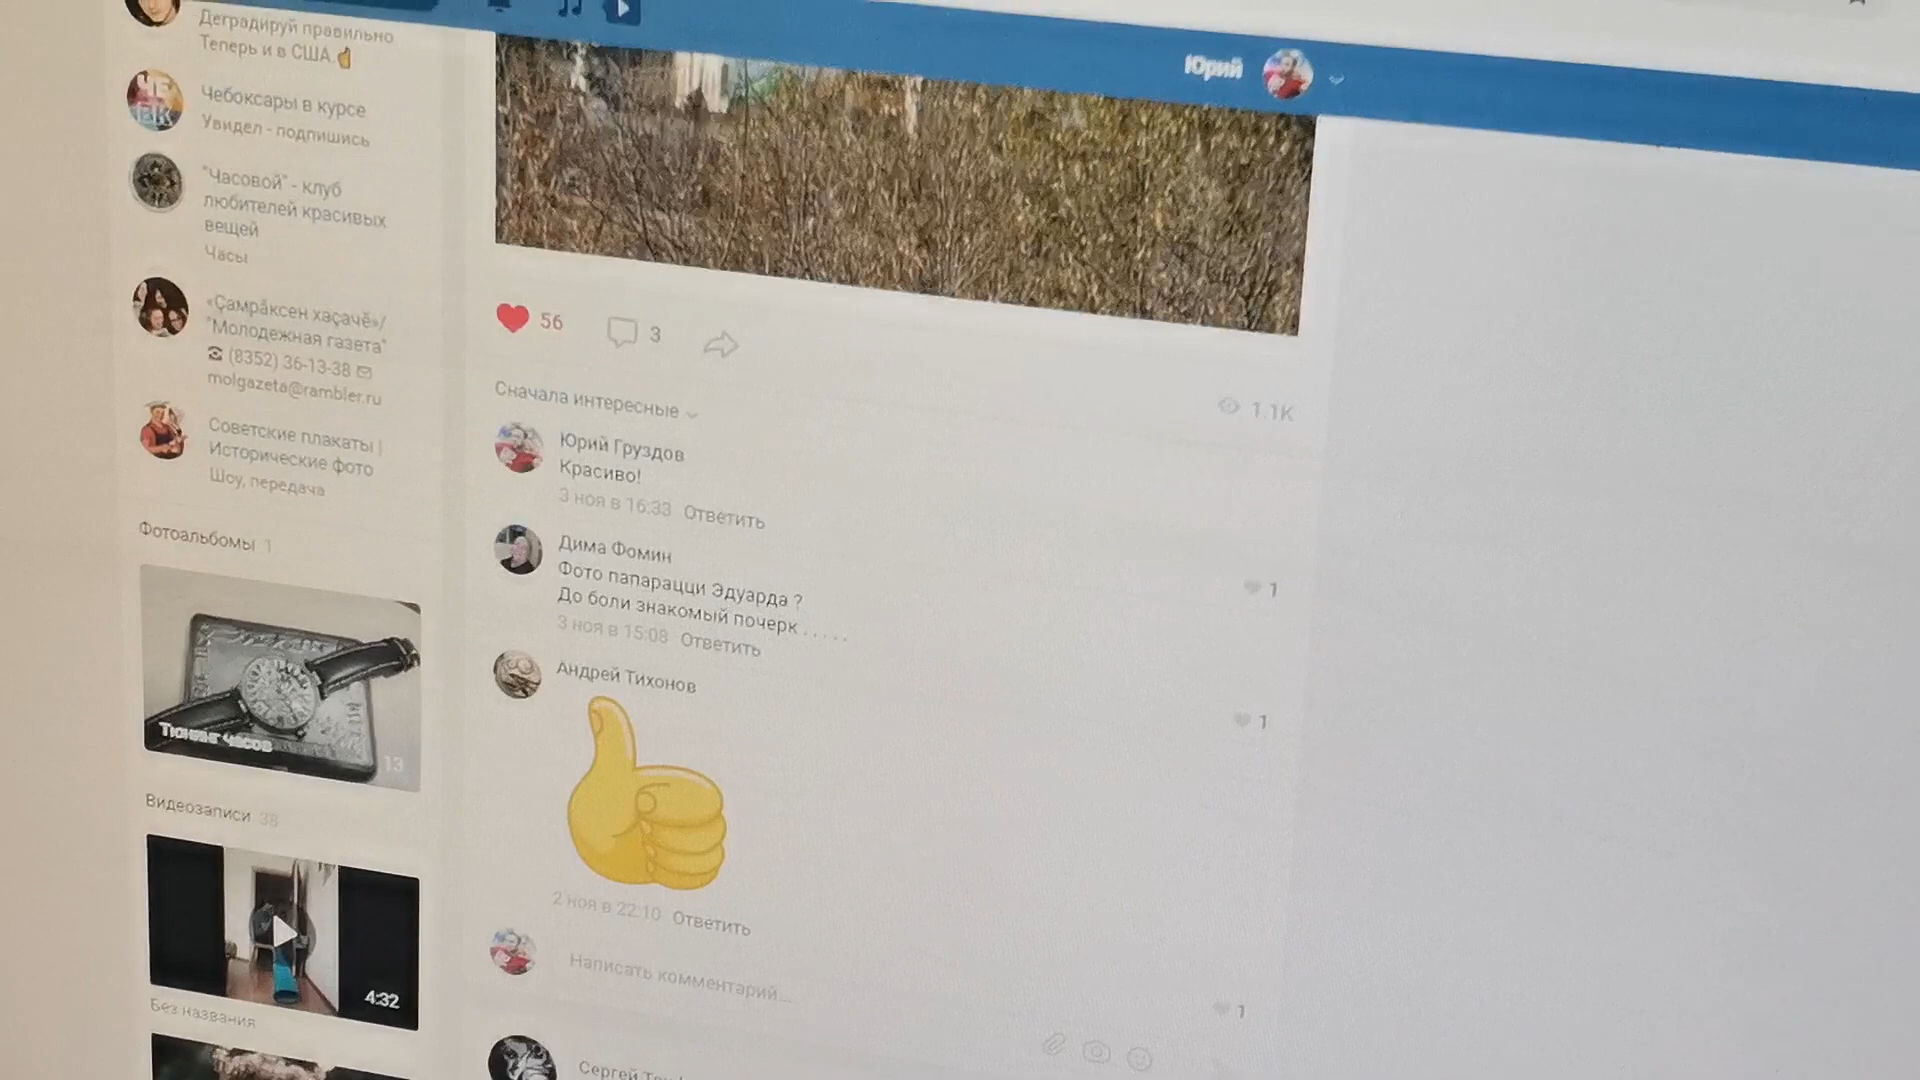 Деградируй правильно
Теперь и в США.
Чебоксары в курсе
Увидел - подпишись
"Часовой" - клуб
любителей красивых
вещей
Часы
«Çамрăксен хаçачĕ»/
"Молодежная газета"
(8352) 36-13-38
molgazeta@rambler.ru
Советские плакаты |
Исторические фото
Шоу, передача
Фотоальбомы 1
Тюнинг часов
13
Видеозаписи 38
4:32
Без названия
Юрий
56
3
Сначала интересные
1.1K
Юрий Груздов
Красиво!
3 ноя в 16:33 Ответить
1
Дима Фомин
Фото папарацци Эдуарда ?
До боли знакомый почерк . . . . .
3 ноя в 15:08 Ответить
1
Андрей Тихонов
2 ноя в 22:10 Ответить
1
Написать комментарий...
Сергей